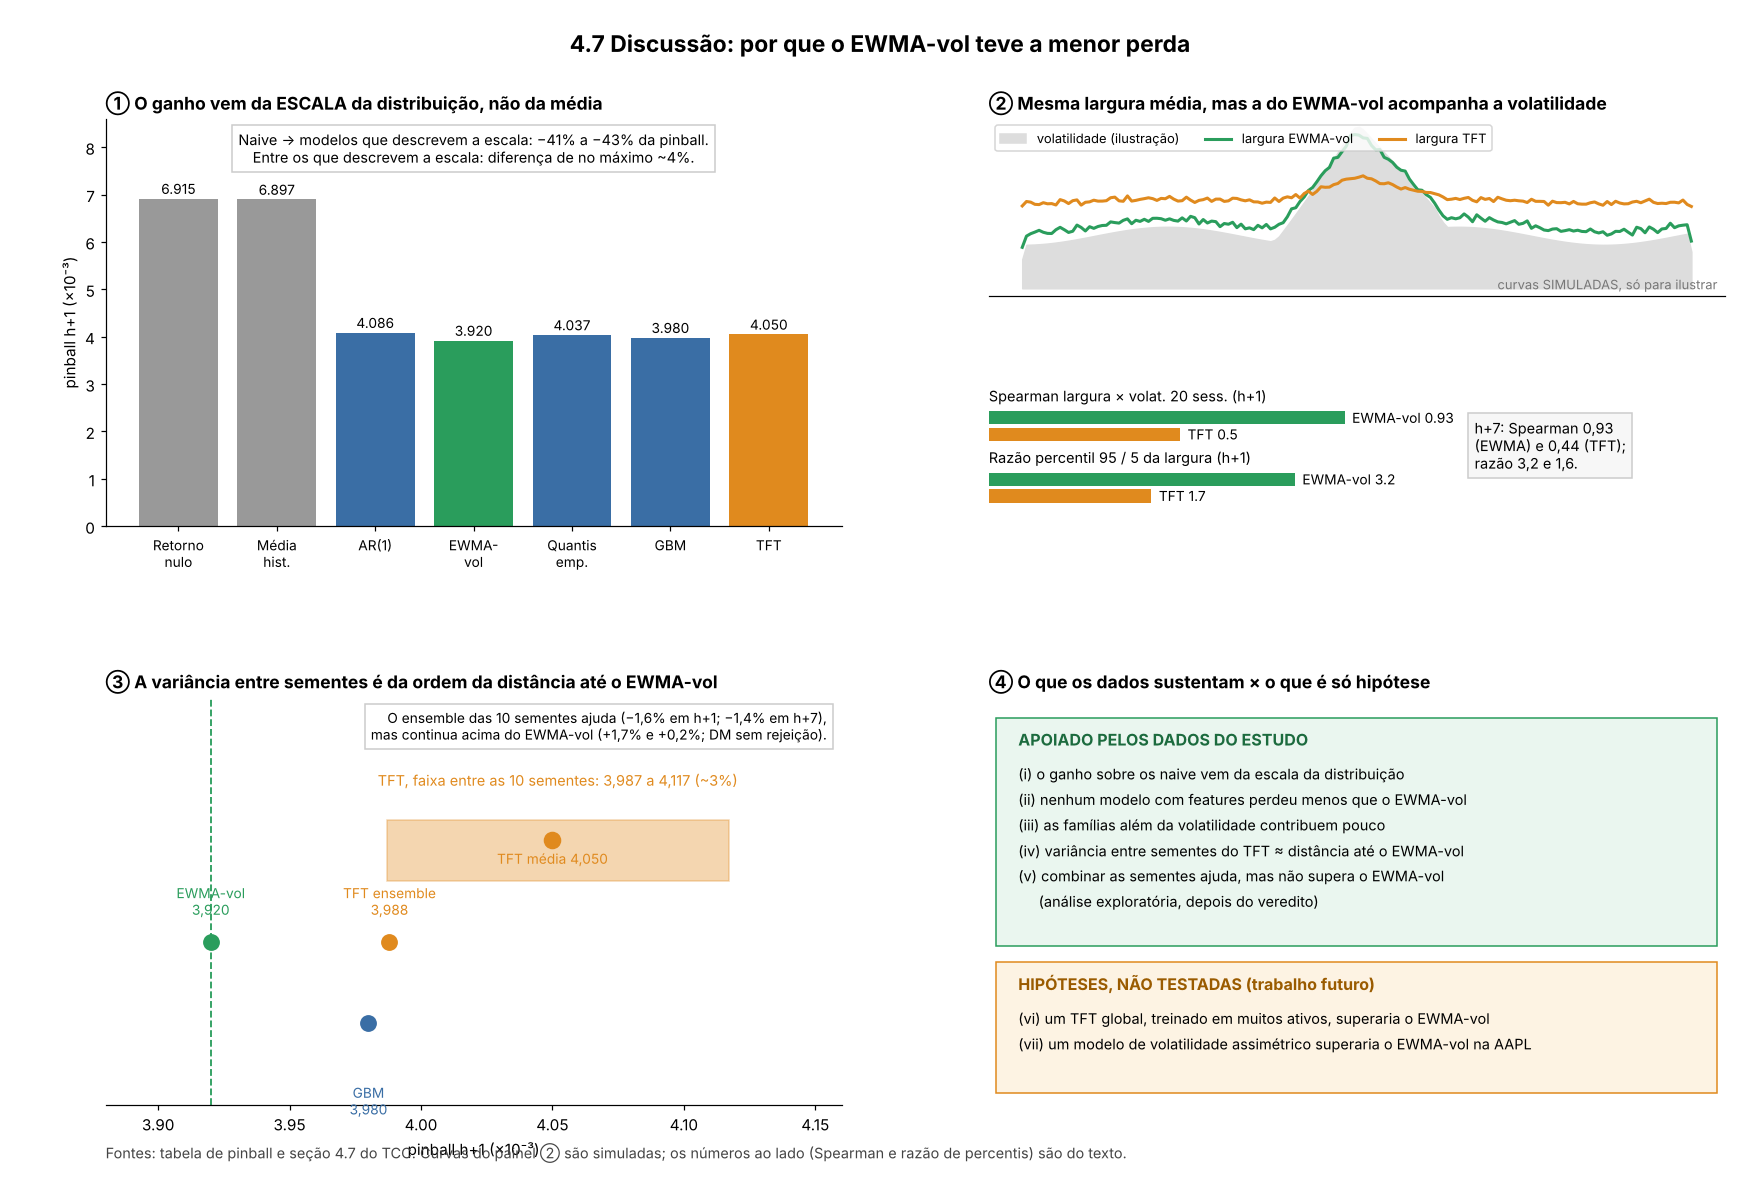 4.7 Discussão: por que o EWMA-vol teve a menor perda
① O ganho vem da ESCALA da distribuição, não da média
Naive → modelos que descrevem a escala: −41% a −43% da pinball.
Entre os que descrevem a escala: diferença de no máximo ~4%.
pinball h+1 (×10⁻³)
8
7
6
5
4
3
2
1
0
6.915
6.897
4.086
3.920
4.037
3.980
4.050
Retorno
nulo
Média
hist.
AR(1)
EWMA-
vol
Quantis
emp.
GBM
TFT
② Mesma largura média, mas a do EWMA-vol acompanha a volatilidade
volatilidade (ilustração)
largura EWMA-vol
largura TFT
curvas SIMULADAS, só para ilustrar
Spearman largura × volat. 20 sess. (h+1)
EWMA-vol 0.93
TFT 0.5
Razão percentil 95 / 5 da largura (h+1)
EWMA-vol 3.2
TFT 1.7
h+7: Spearman 0,93
(EWMA) e 0,44 (TFT);
razão 3,2 e 1,6.
③ A variância entre sementes é da ordem da distância até o EWMA-vol
O ensemble das 10 sementes ajuda (−1,6% em h+1; −1,4% em h+7),
mas continua acima do EWMA-vol (+1,7% e +0,2%; DM sem rejeição).
TFT, faixa entre as 10 sementes: 3,987 a 4,117 (~3%)
TFT média 4,050
EWMA-vol
3,920
TFT ensemble
3,988
GBM
3,980
3.90
3.95
4.00
4.05
4.10
4.15
pinball h+1 (×10⁻³)
④ O que os dados sustentam × o que é só hipótese
APOIADO PELOS DADOS DO ESTUDO
(i) o ganho sobre os naive vem da escala da distribuição
(ii) nenhum modelo com features perdeu menos que o EWMA-vol
(iii) as famílias além da volatilidade contribuem pouco
(iv) variância entre sementes do TFT ≈ distância até o EWMA-vol
(v) combinar as sementes ajuda, mas não supera o EWMA-vol
(análise exploratória, depois do veredito)
HIPÓTESES, NÃO TESTADAS (trabalho futuro)
(vi) um TFT global, treinado em muitos ativos, superaria o EWMA-vol
(vii) um modelo de volatilidade assimétrico superaria o EWMA-vol na AAPL
Fontes: tabela de pinball e seção 4.7 do TCC. Curvas do painel ② são simuladas; os números ao lado (Spearman e razão de percentis) são do texto.